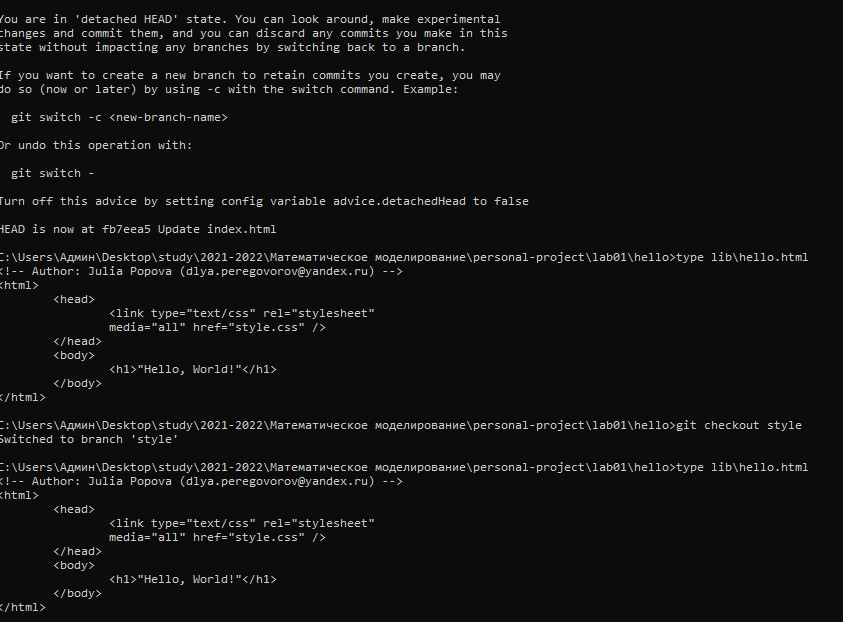 You are in 'detached HEAD' state. You can look around, make experimental
changes and commit them, and you can discard any commits you make in this
state without impacting any branches by switching back to a branch.
If you want to create a new branch to retain commits you create, you may
do so (now or later) by using -c with the switch command. Example:
git switch -c <new-branch-name>
Or undo this operation with:
git switch -
Turn off this advice by setting config variable advice.detachedHead to false
HEAD is now at fb7eea5 Update index.html
C:\Users\Админ\Desktop\study\2021-2022\Математическое моделирование\personal-project\lab01\hello>type lib\hello.html
<!-- Author: Julia Popova (dlya.peregovorov@yandex.ru) -->
<html>
<head>
<link type="text/css" rel="stylesheet"
media="all" href="style.css" />
</head>
<body>
<h1>"Hello, World!"</h1>
</body>
</html>
C:\Users\Админ\Desktop\study\2021-2022\Математическое моделирование\personal-project\lab01\hello>git checkout style
Switched to branch 'style'
C:\Users\Админ\Desktop\study\2021-2022\Математическое моделирование\personal-project\lab01\hello>type lib\hello.html
<!-- Author: Julia Popova (dlya.peregovorov@yandex.ru) -->
<html>
<head>
<link type="text/css" rel="stylesheet"
media="all" href="style.css" />
</head>
<body>
<h1>"Hello, World!"</h1>
</body>
</html>